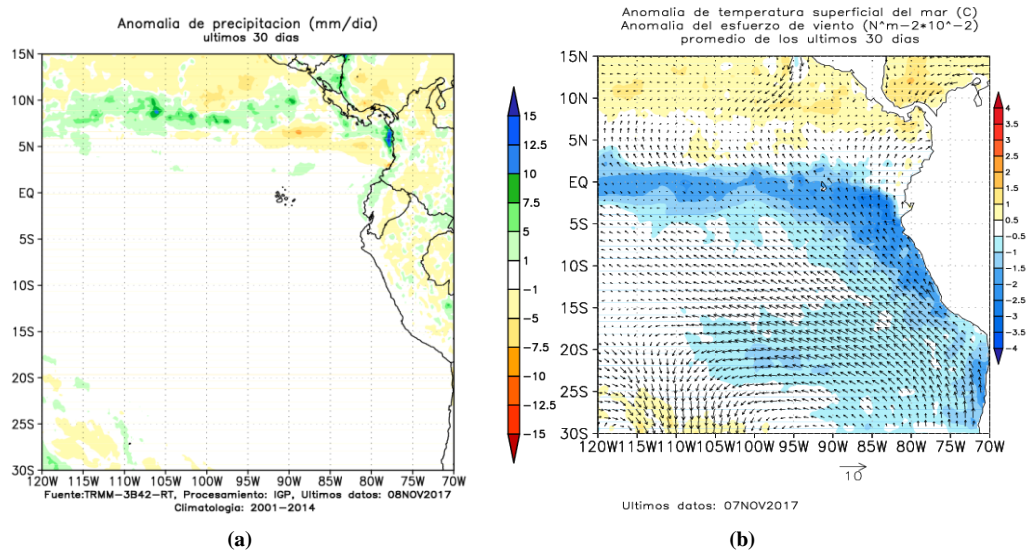 Anomalia de precipitacion (mm/dia)
ultimos 30 dias
15N
10N
5N
EQ
5S
10S
15S
20S
25S
30S
120W 115W 110W 105W 100W 95W 90W 85W 80W 75W 70W
15
12.5
10
7.5
5
1
−1
−5
−7.5
−10
−12.5
−15
Fuente:TRMM−3B42−RT, Procesamiento: IGP, Ultimos datos: 08NOV2017
Climatologia: 2001−2014
(a)
Anomalia de temperatura superficial del mar (C)
Anomalia del esfuerzo de viento (N^m−2*10^−2)
promedio de los ultimos 30 dias
15N
10N
5N
EQ
5S
10S
15S
20S
25S
30S
120W 115W 110W 105W 100W 95W 90W 85W 80W 75W 70W
4
3.5
3
2.5
2
1.5
1
0.5
−0.5
−1
−1.5
−2
−2.5
−3
−3.5
−4
10
Ultimos datos: 07NOV2017
(b)